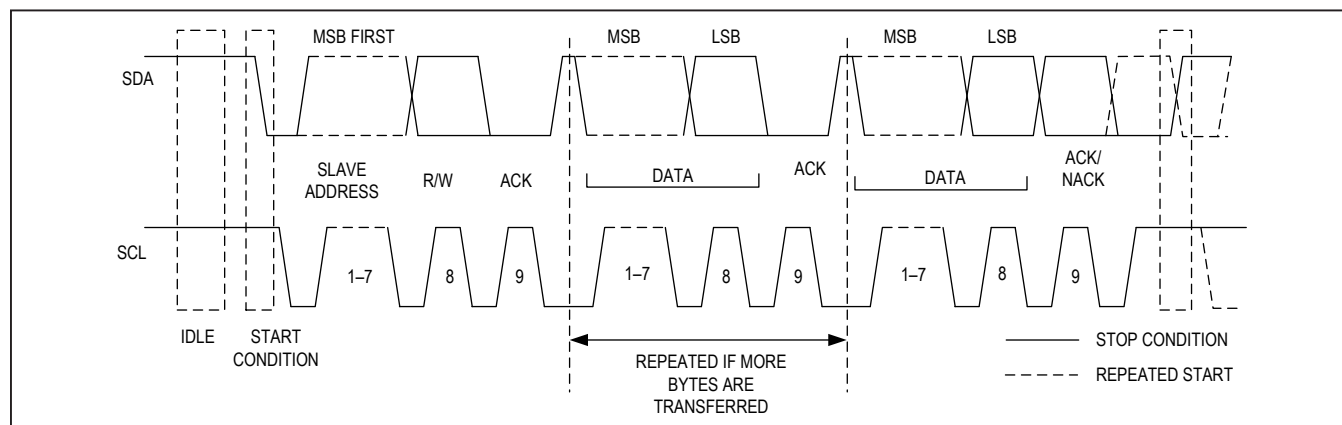 MSB FIRST MSB LSB MSB LSB
SDA
SLAVE
ADDRESS
R/W ACK DATA ACK DATA ACK/
NACK
SCL
1–7 8 9 1–7 8 9 1–7 8 9
IDLE START
CONDITION
REPEATED IF MORE
BYTES ARE
TRANSFERRED
STOP CONDITION
REPEATED START